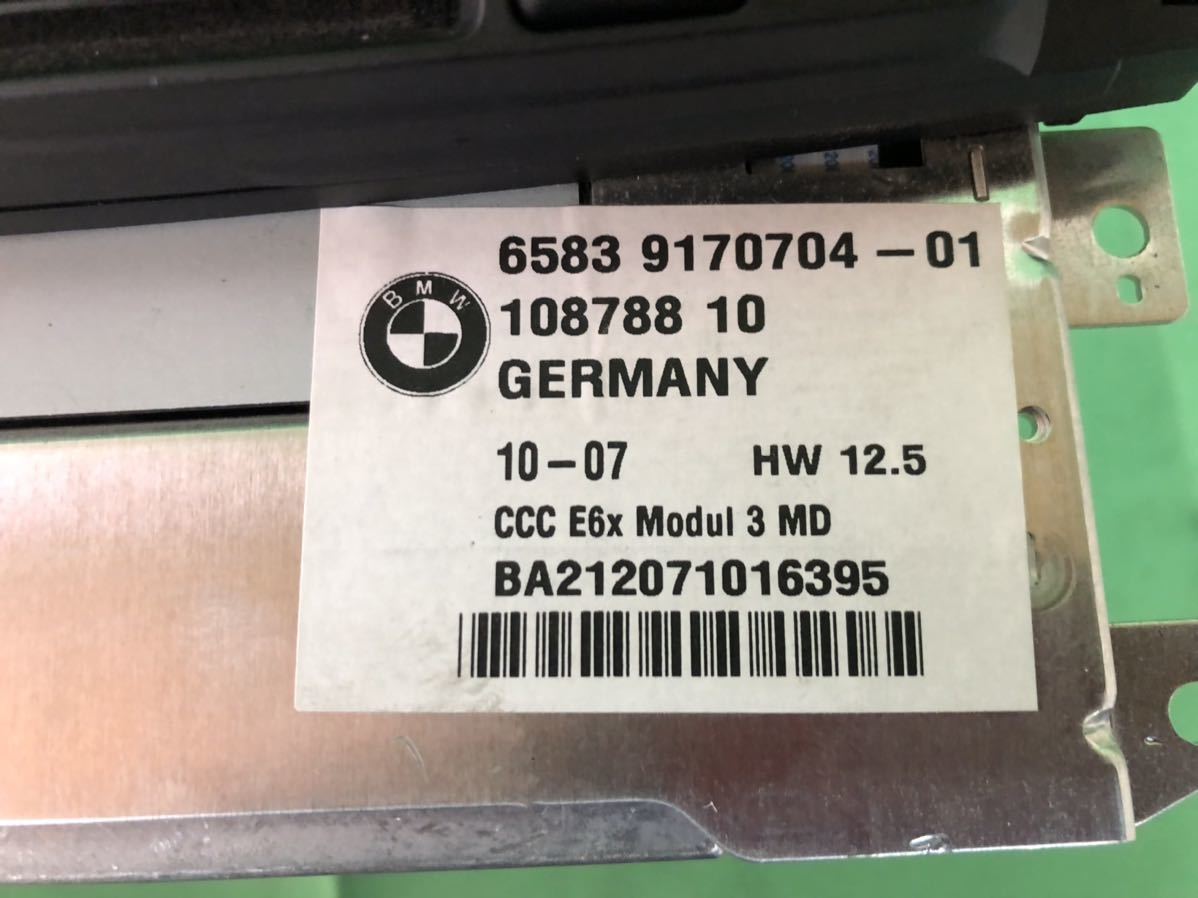 6583 9170704-01
BMW
108788 10
GERMANY
10-07 HW 12.5
CCC E6x Modul 3 MD
BA212071016395